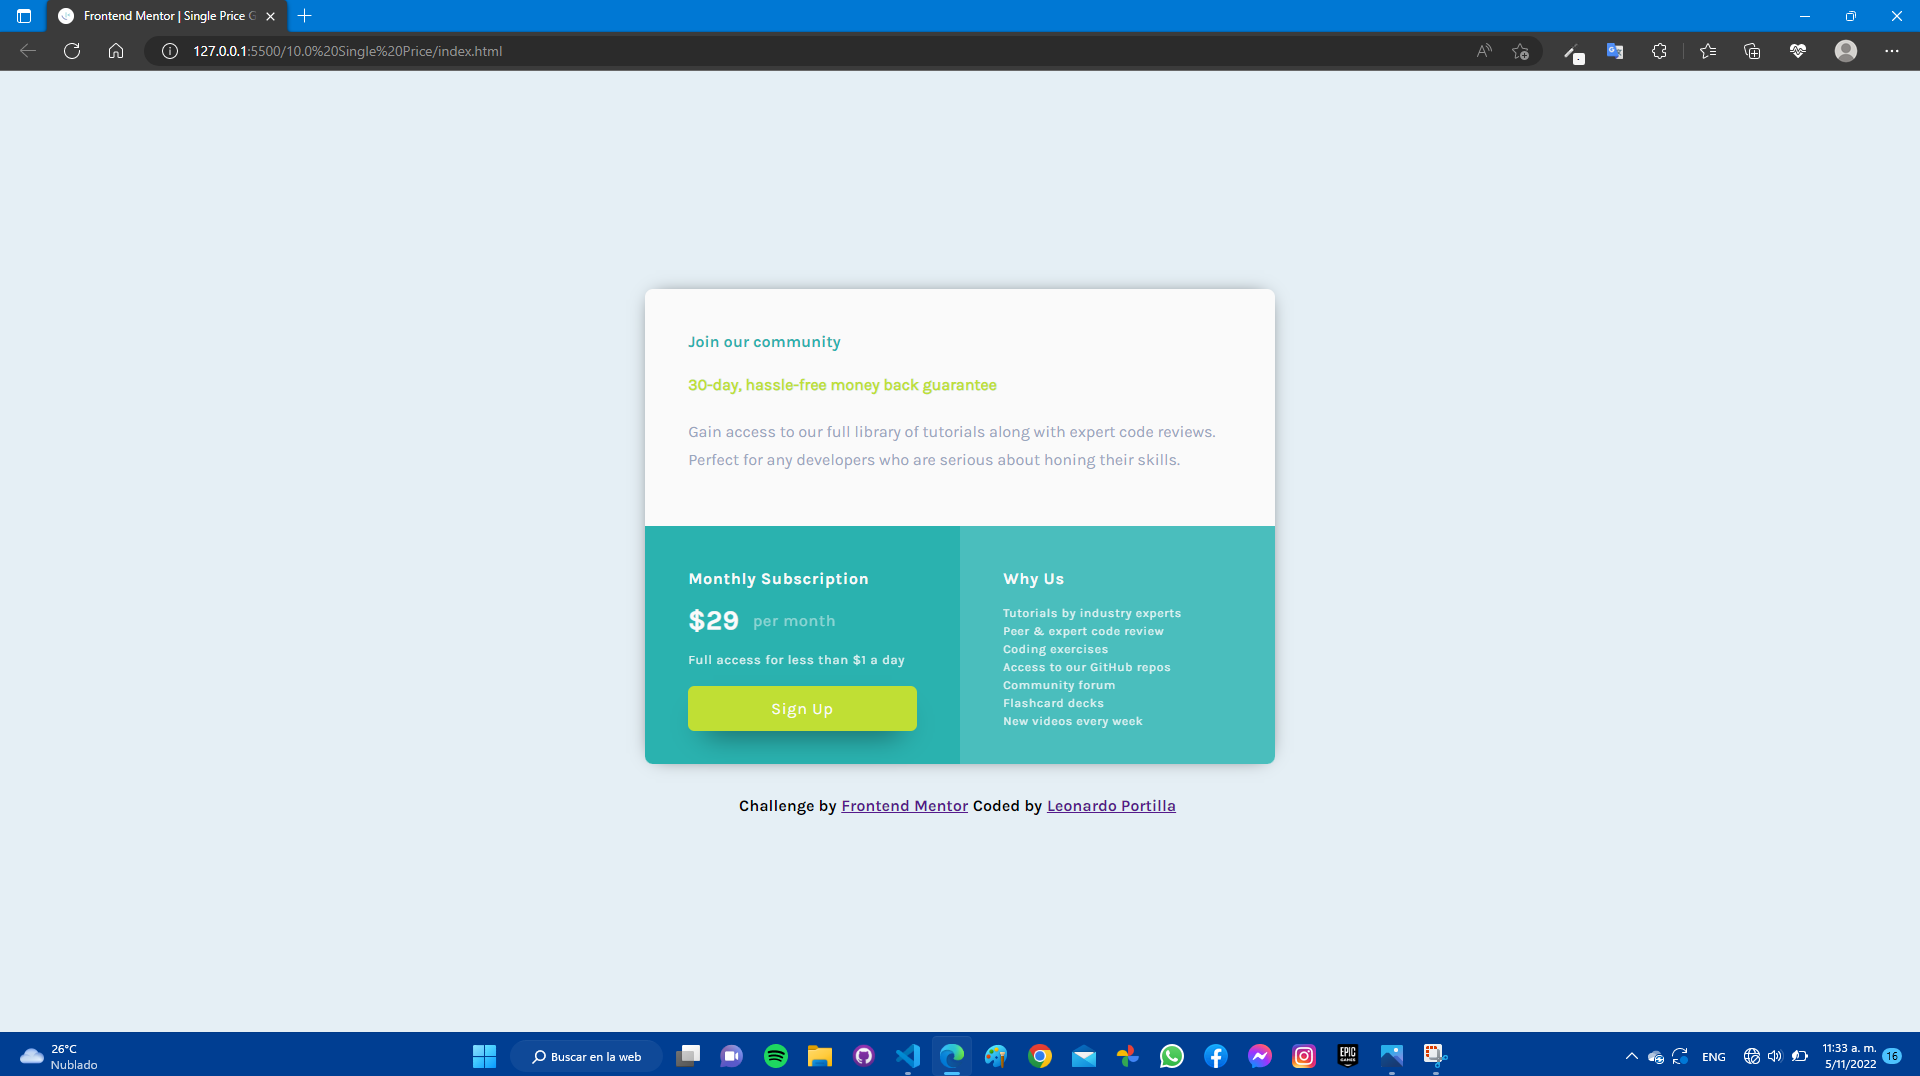 Frontend Mentor | Single Price G
127.0.0.1:5500/10.0%20Single%20Price/index.html
Join our community
30-day, hassle-free money back guarantee
Gain access to our full library of tutorials along with expert code reviews.
Perfect for any developers who are serious about honing their skills.
Monthly Subscription
$29 per month
Full access for less than $1 a day
Sign Up
Why Us
Tutorials by industry experts
Peer & expert code review
Coding exercises
Access to our GitHub repos
Community forum
Flashcard decks
New videos every week
Challenge by Frontend Mentor Coded by Leonardo Portilla
26°C
Nublado
Buscar en la web
EPIC
GAMES
ENG
11:33 a. m.
5/11/2022
16